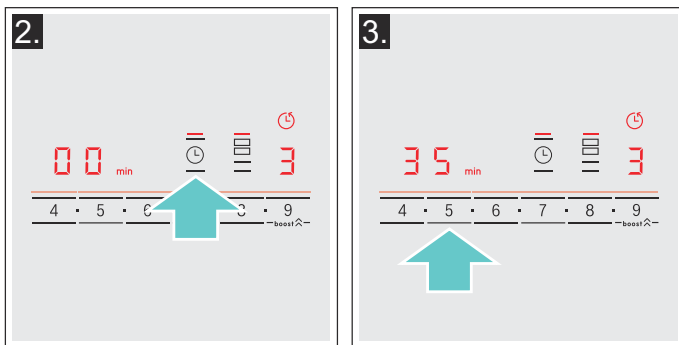 2.
00 min 3
4 · 5 · 6 · 8 · 9
boost
3.
35 min 3
4 · 5 · 6 · 7 · 8 · 9
boost